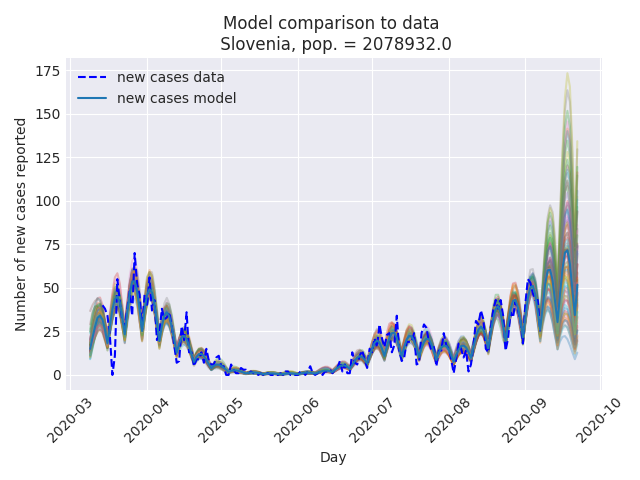 Model comparison to data
Slovenia, pop. = 2078932.0
new cases data
new cases model
Number of new cases reported
175
150
125
100
75
50
25
0
2020-03
2020-04
2020-05
2020-06
2020-07
2020-08
2020-09
2020-10
Day